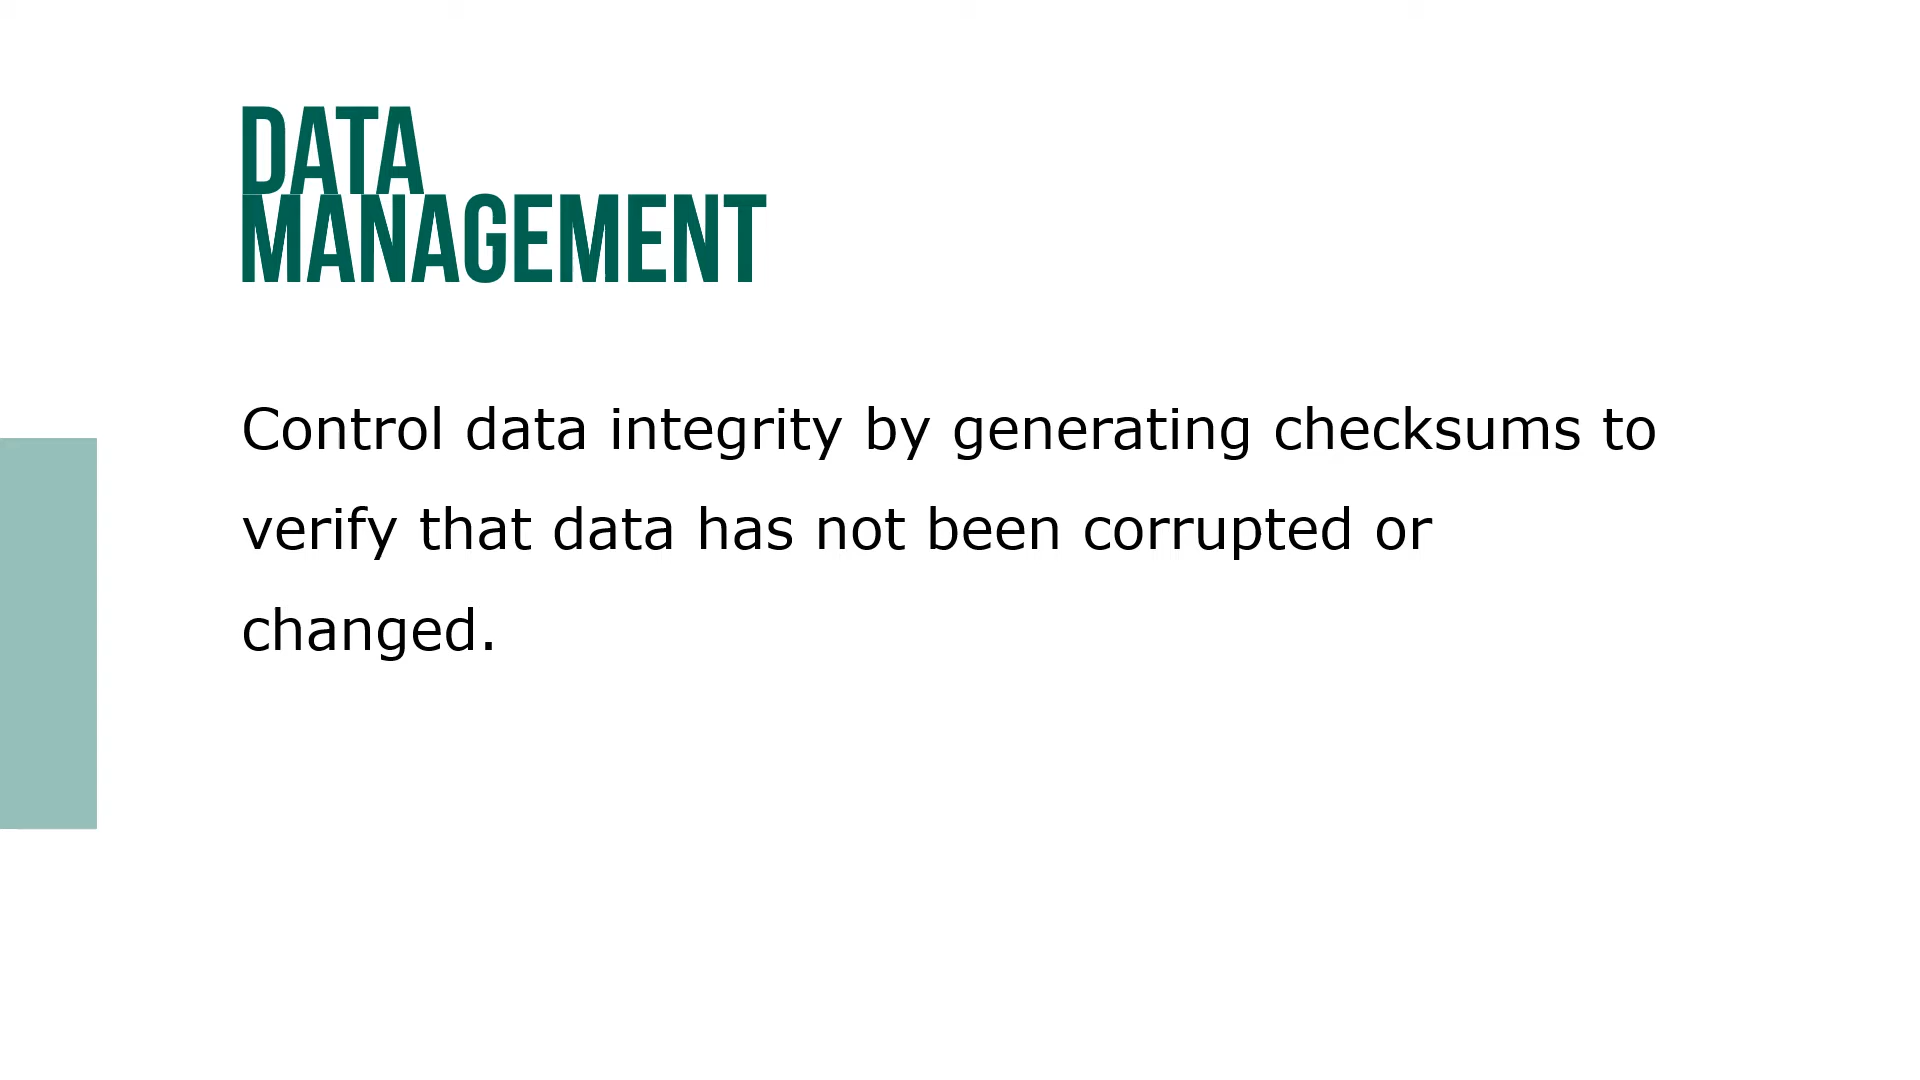 DATA
MANAGEMENT
Control data integrity by generating checksums to
verify that data has not been corrupted or
changed.